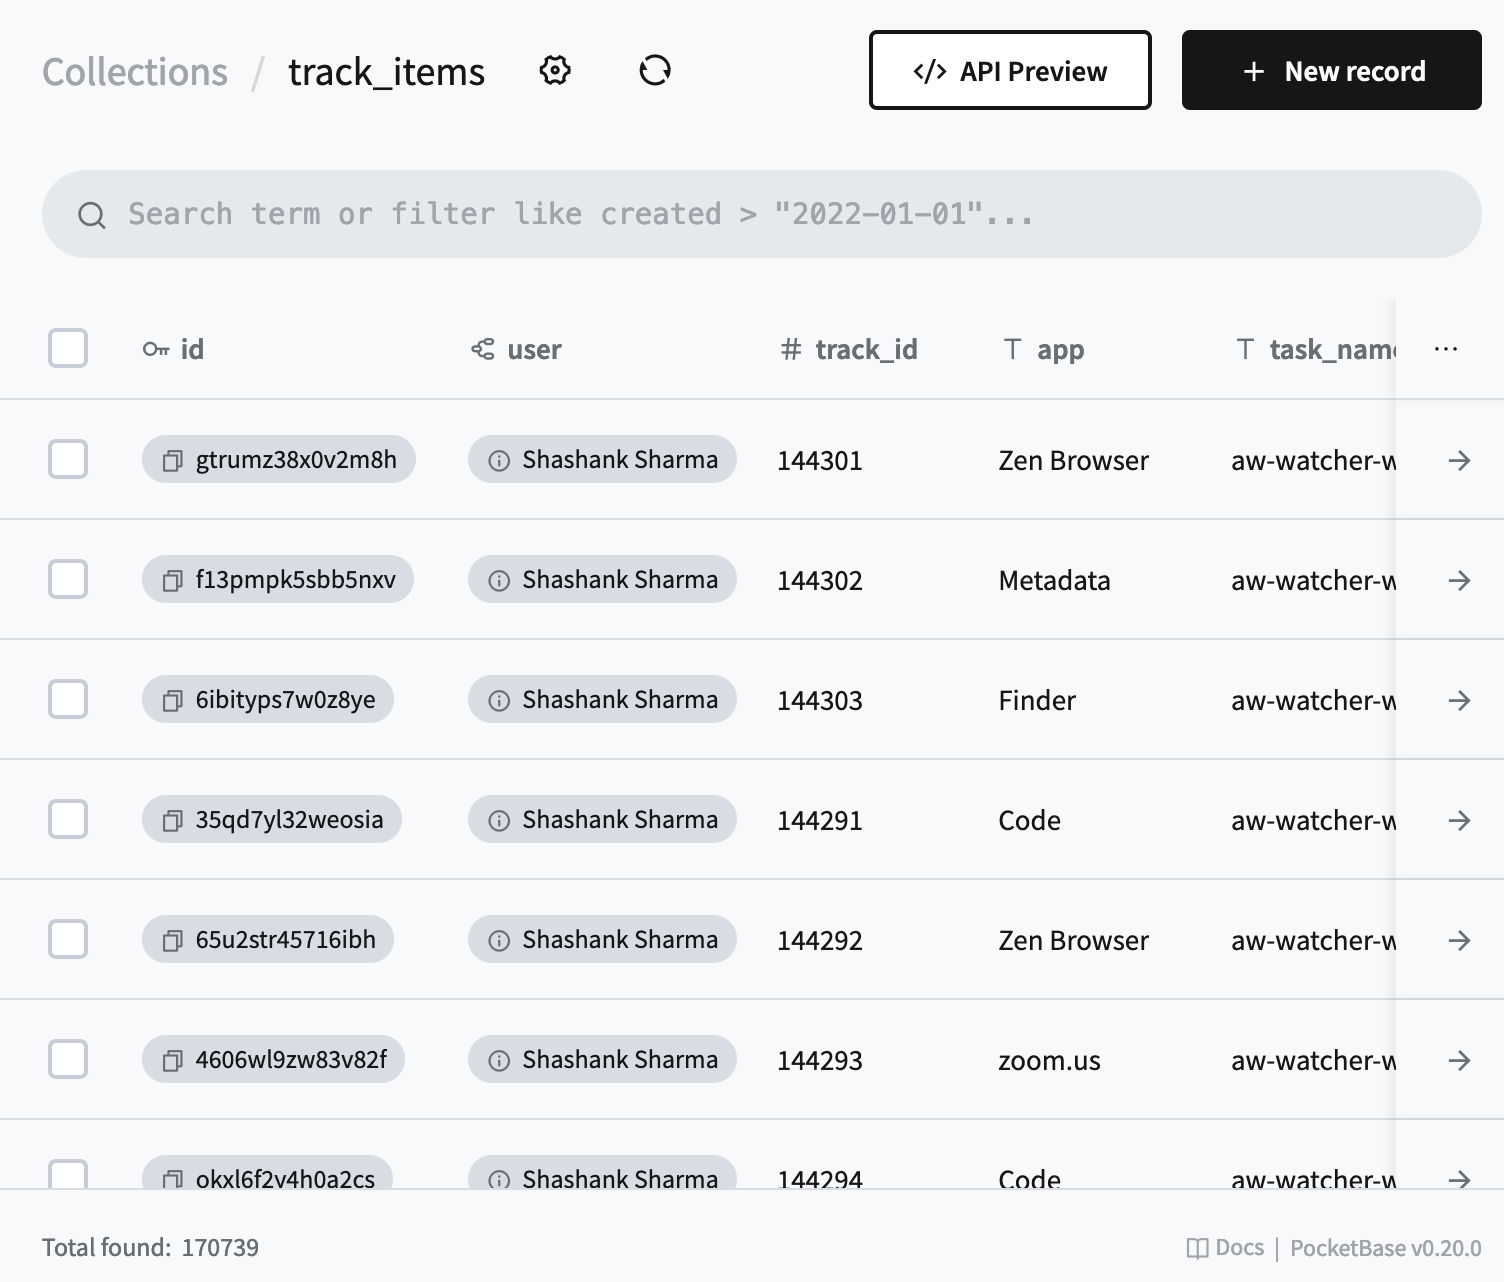 Collections / track_items
</> API Preview
+ New record
Search term or filter like created > "2022-01-01"...
id user # track_id T app T task_nam ...
gtrumz38x0v2m8h Shashank Sharma 144301 Zen Browser aw-watcher-w
f13pmpk5sbb5nxv Shashank Sharma 144302 Metadata aw-watcher-w
6ibityps7w0z8ye Shashank Sharma 144303 Finder aw-watcher-w
35qd7yl32weosia Shashank Sharma 144291 Code aw-watcher-w
65u2str45716ibh Shashank Sharma 144292 Zen Browser aw-watcher-w
4606wl9zw83v82f Shashank Sharma 144293 zoom.us aw-watcher-w
okxl6f2v4h0a2cs Shashank Sharma 144294 Code aw-watcher-w
Total found: 170739
Docs | PocketBase v0.20.0